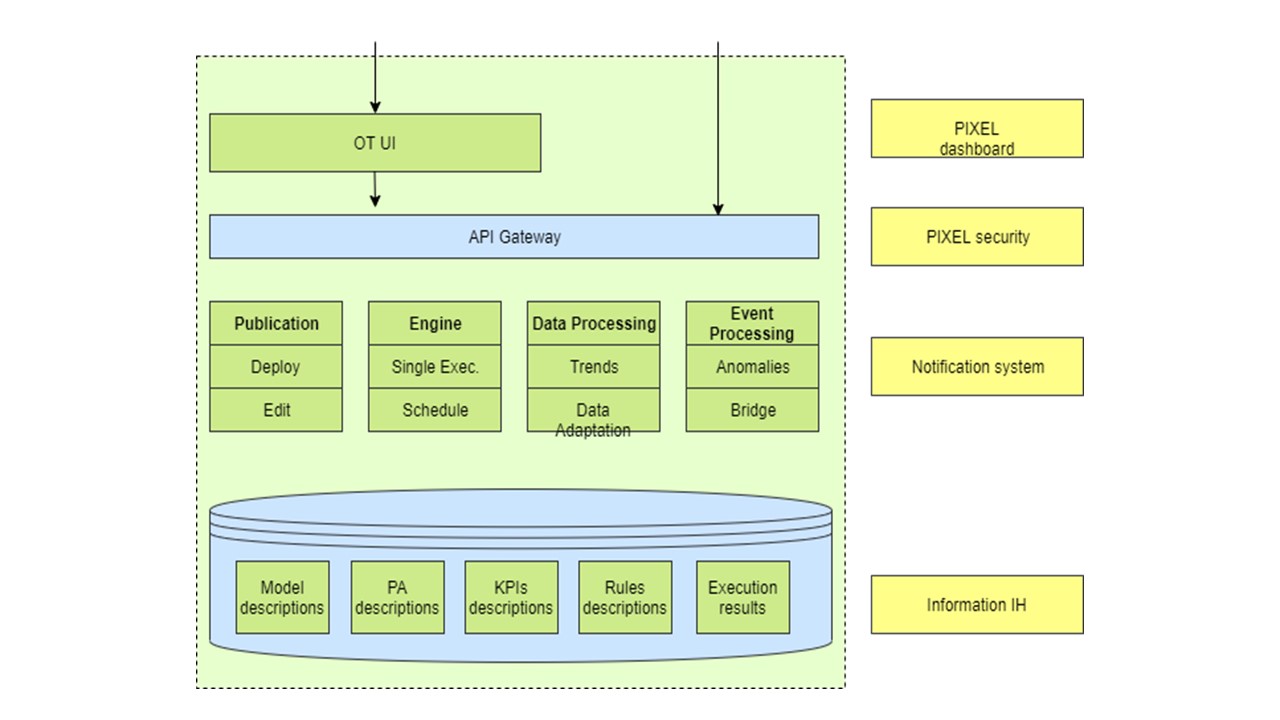 OT UI
PIXEL
dashboard
API Gateway
PIXEL security
Publication
Deploy
Edit
Engine
Single Exec.
Schedule
Data Processing
Trends
Data
Adaptation
Event
Processing
Anomalies
Bridge
Notification system
Model
descriptions
PA
descriptions
KPIs
descriptions
Rules
descriptions
Execution
results
Information IH